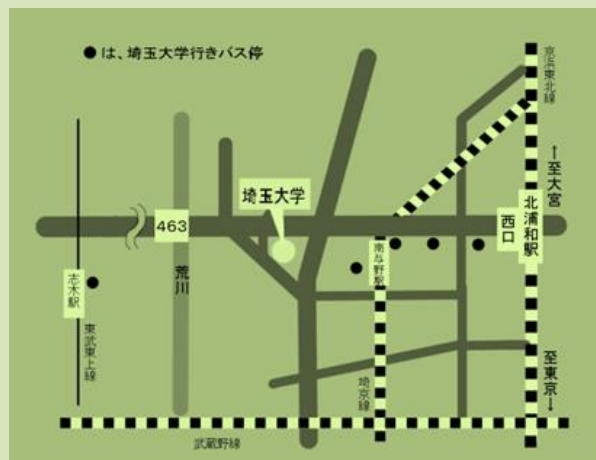 ●は、埼玉大学行きバス停
京浜東北線
↑至大宮
埼玉大学
北浦和駅
西口
463
南与野駅
荒川
志木駅
東武東上線
至東京↓
埼京線
武蔵野線